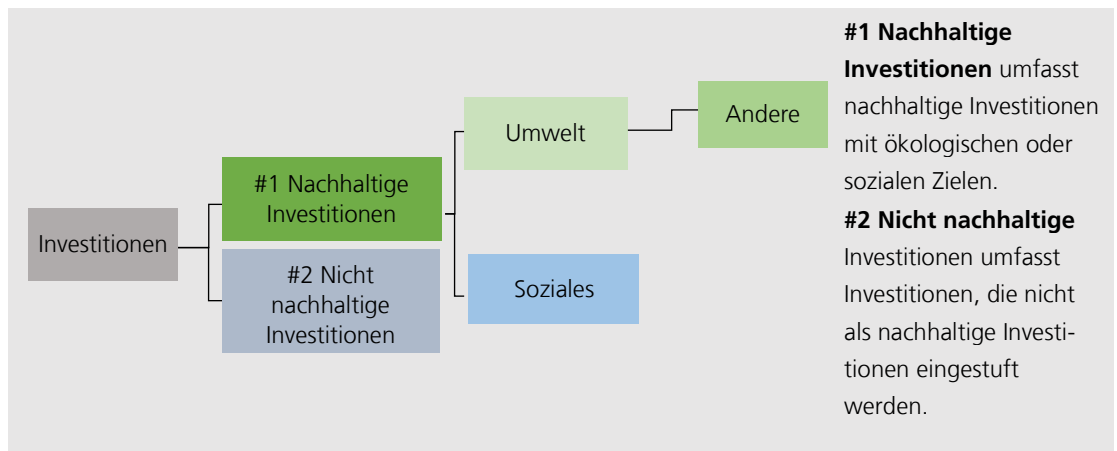 Investitionen
#1 Nachhaltige
Investitionen
#2 Nicht
nachhaltige
Investitionen
Umwelt
Soziales
Andere
#1 Nachhaltige
Investitionen umfasst
nachhaltige Investitionen
mit ökologischen oder
sozialen Zielen.
#2 Nicht nachhaltige
Investitionen umfasst
Investitionen, die nicht
als nachhaltige Investi-
tionen eingestuft
werden.